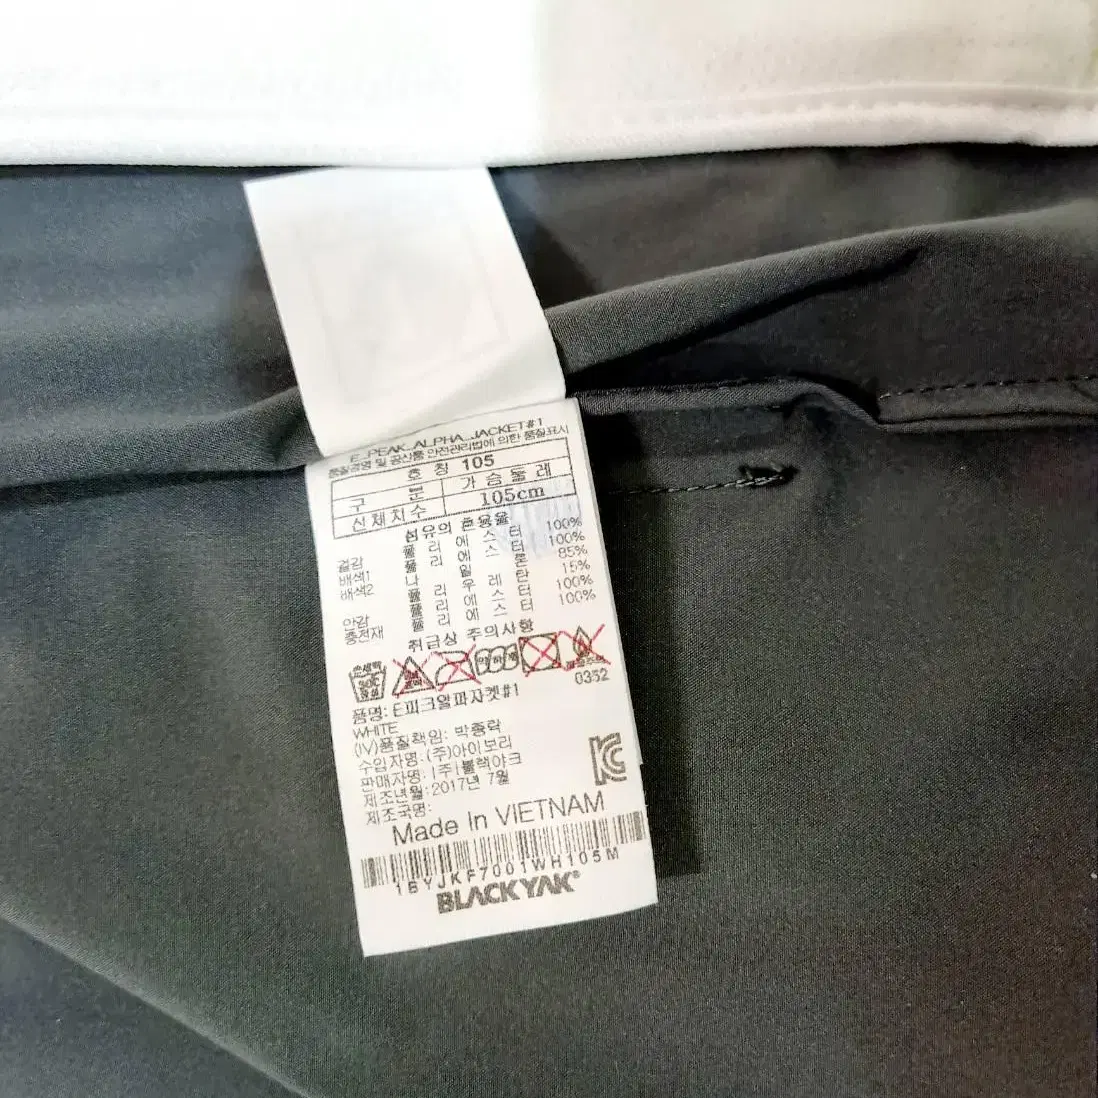 E_PEAK_ALPHA_JACKET#1
품질경영 및 공산품 안전관리법에 의한 품질표시
호 칭 105
구 분 가 슴 둘 레
신체치수 105cm
섬유의 혼용율
겉감 폴 리 에 스 터 100%
배색1 폴 리 에 스 터 100%
배색2 나 일 론 85%
폴 리 우 레 탄 15%
안감 폴 리 에 스 터 100%
충전재 폴 리 에 스 터 100%
취급상 주의사항
0352
품명: E피크알파자켓#1
WHITE
(IV)품질책임: 박종락
수입자명: (주)아이보리
판매자명: (주)블랙야크
제조년월: 2017년 7월
제조국명:
Made In VIETNAM
1BYJKF7001WH105M
BLACKYAK®